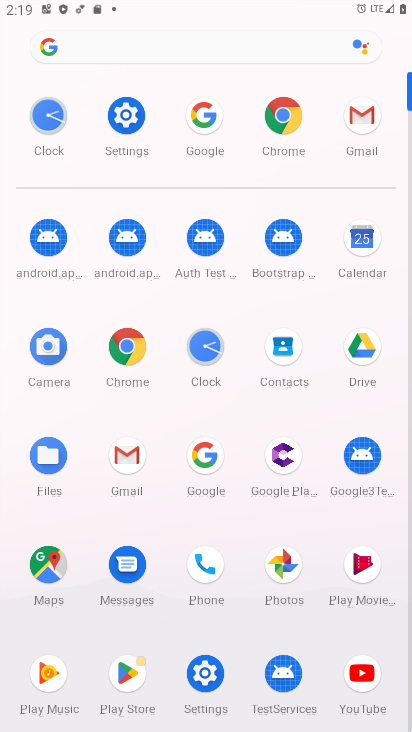 2:19
LTE
Clock
Settings
Google
Chrome
Gmail
android.ap...
android.ap...
Auth Test ...
Bootstrap ...
25
Calendar
Camera
Chrome
Clock
Contacts
Drive
Files
Gmail
Google
Google Pla...
Google3Te...
Maps
Messages
Phone
Photos
Play Movie...
Play Music
Play Store
Settings
TestServices
YouTube